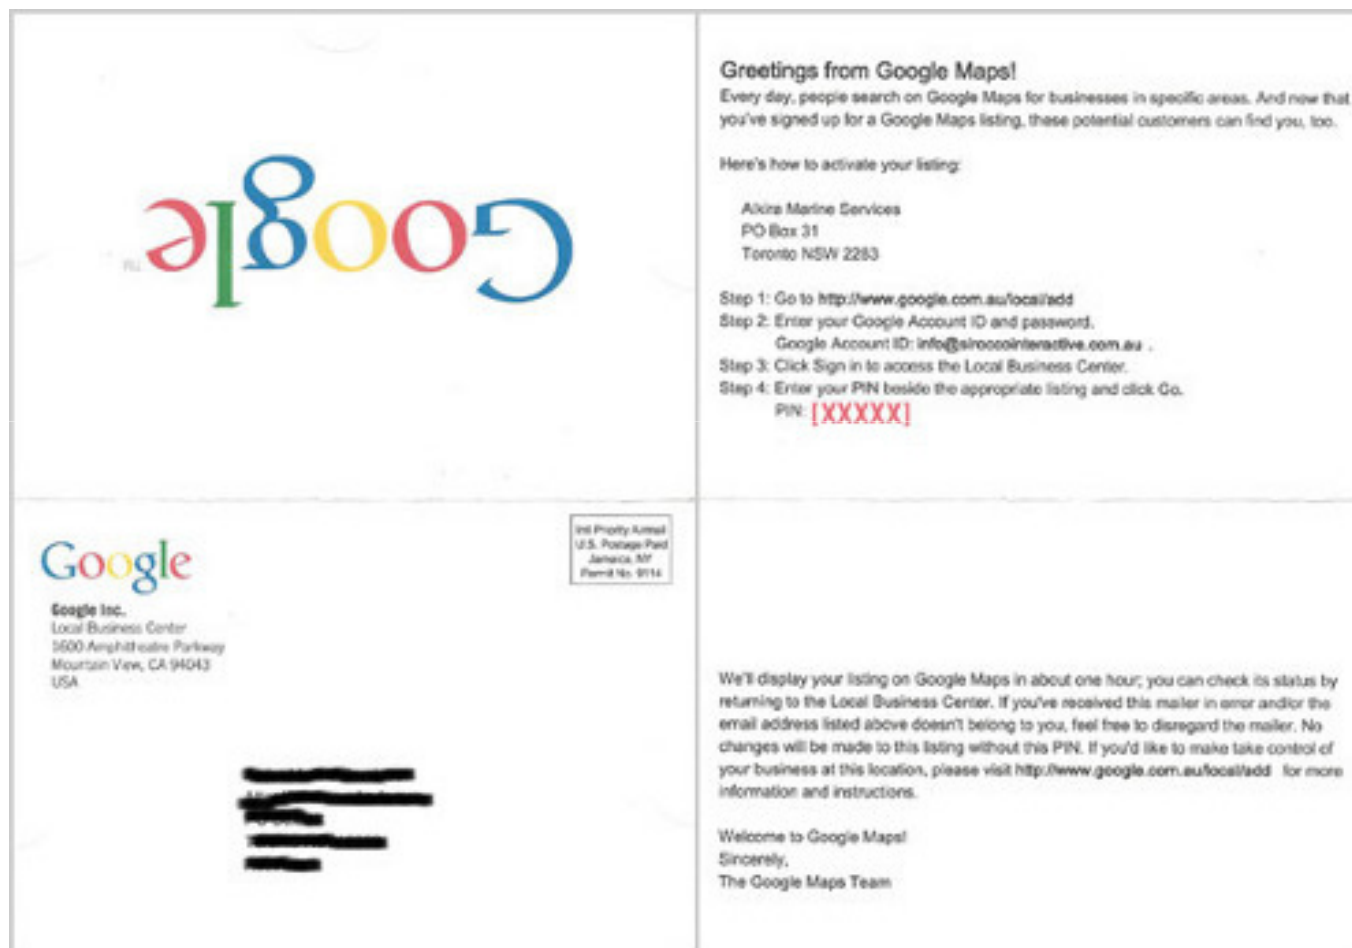 Google
Greetings from Google Maps!
Every day, people search on Google Maps for businesses in specific areas. And now that
you've signed up for a Google Maps listing, these potential customers can find you, too.
Here's how to activate your listing:
Alkira Marine Services
PO Box 31
Toronto NSW 2283
Step 1: Go to http://www.google.com.au/local/add
Step 2: Enter your Google Account ID and password.
Google Account ID: info@siroccointeractive.com.au .
Step 3: Click Sign in to access the Local Business Center.
Step 4: Enter your PIN beside the appropriate listing and click Go.
PIN: [XXXXX]
Google
Google Inc.
Local Business Center
1600 Amphitheatre Parkway
Mountain View, CA 94043
USA
Intl Priority Airmail
U.S. Postage Paid
Jamaica, NY
Permit No. 9114
We'll display your listing on Google Maps in about one hour; you can check its status by
returning to the Local Business Center. If you've received this mailer in error and/or the
email address listed above doesn't belong to you, feel free to disregard the mailer. No
changes will be made to this listing without this PIN. If you'd like to make take control of
your business at this location, please visit http://www.google.com.au/local/add for more
information and instructions.
Welcome to Google Maps!
Sincerely,
The Google Maps Team